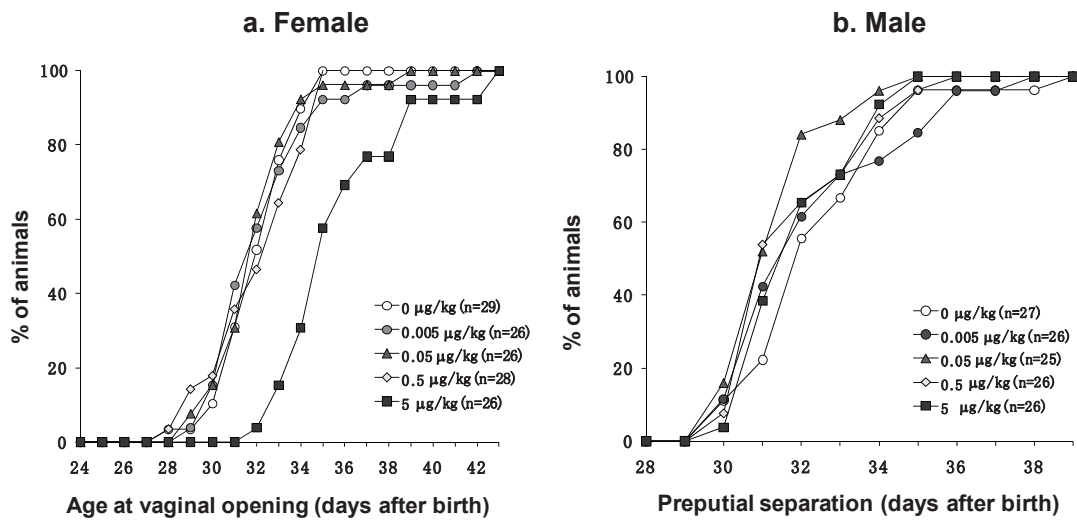 a. Female
% of animals
100
80
60
40
20
0
0 μg/kg (n=29)
0.005 μg/kg (n=26)
0.05 μg/kg (n=26)
0.5 μg/kg (n=28)
5 μg/kg (n=26)
24 26 28 30 32 34 36 38 40 42
Age at vaginal opening (days after birth)
b. Male
% of animals
100
80
60
40
20
0
0 μg/kg (n=27)
0.005 μg/kg (n=26)
0.05 μg/kg (n=25)
0.5 μg/kg (n=26)
5 μg/kg (n=26)
28 30 32 34 36 38
Preputial separation (days after birth)